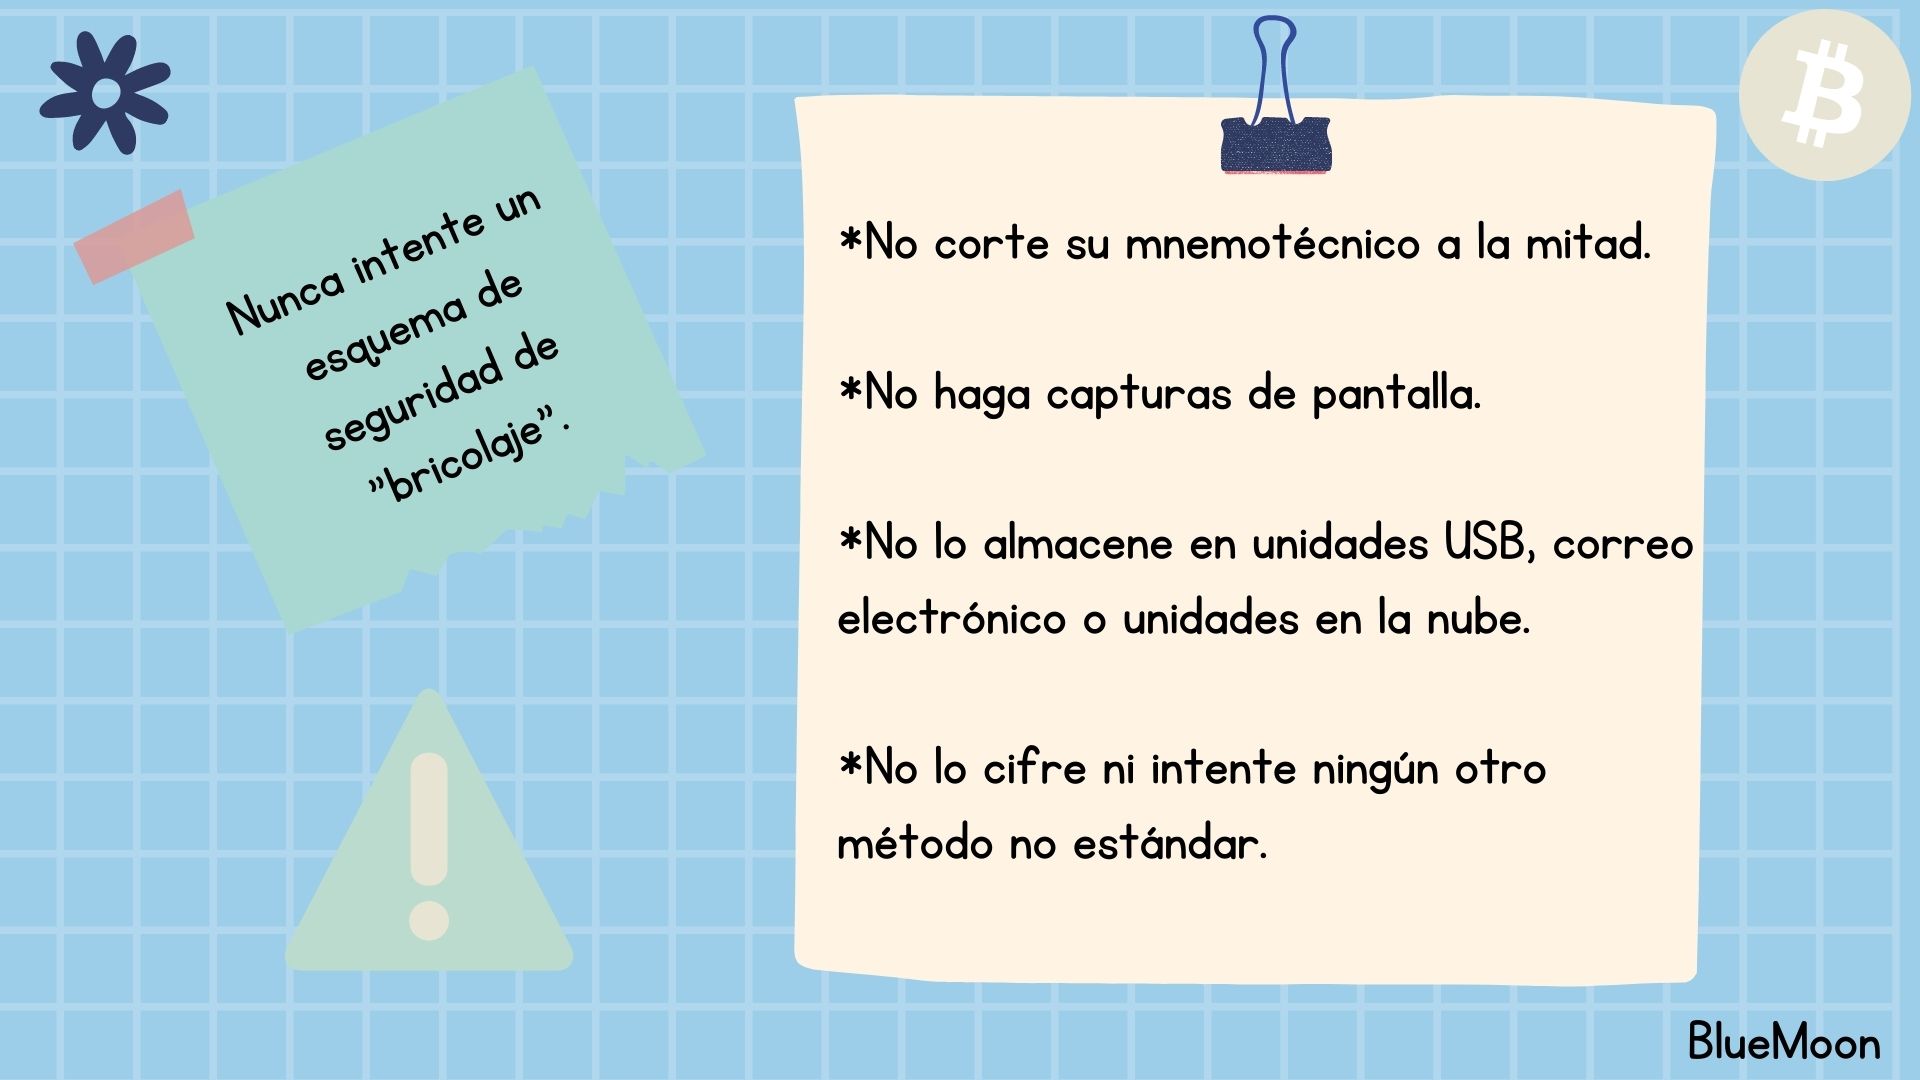 Nunca intente un
esquema de
seguridad de
"bricolaje".
*No corte su mnemotécnico a la mitad.
*No haga capturas de pantalla.
*No lo almacene en unidades USB, correo
electrónico o unidades en la nube.
*No lo cifre ni intente ningún otro
método no estándar.
BlueMoon